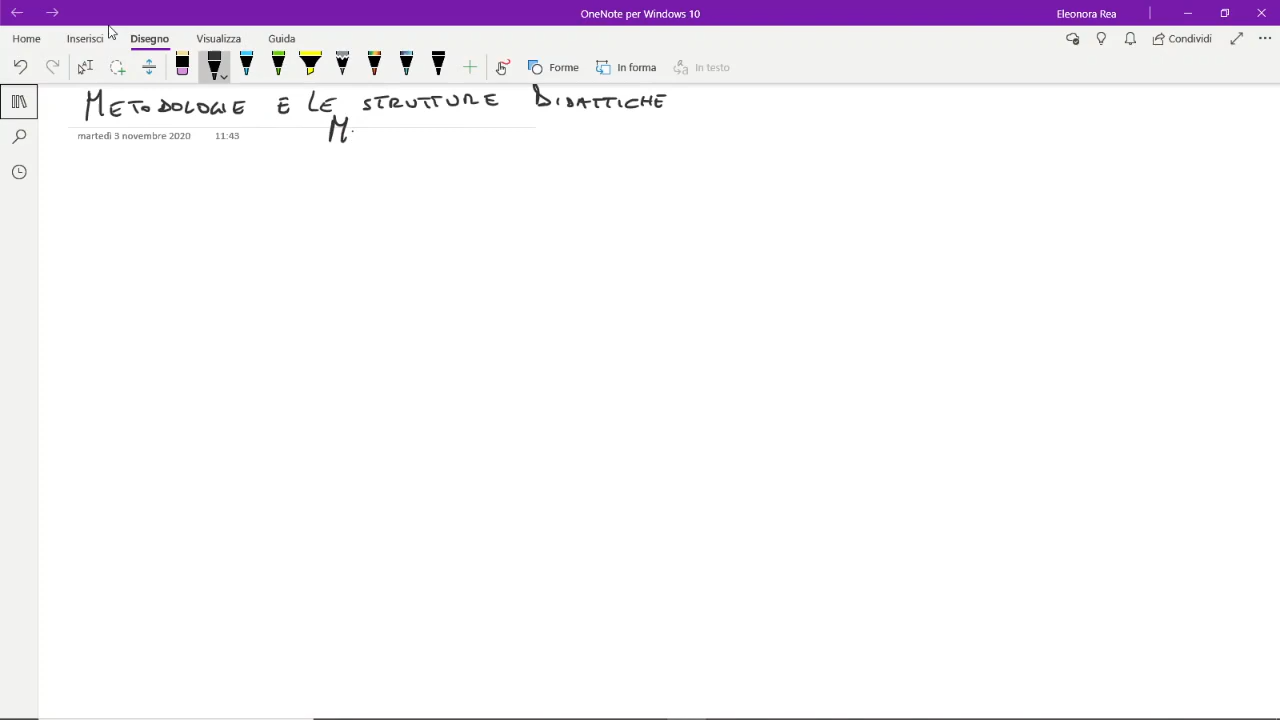 OneNote per Windows 10
Eleonora Rea
Home Inserisci Disegno Visualizza Guida
Condividi
Forme In forma In testo
METODOLOGIE E LE STRUTTURE DIDATTICHE
M
martedì 3 novembre 2020 11:43